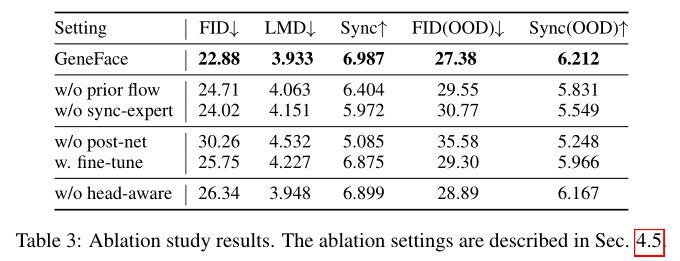 Setting FID↓ LMD↓ Sync↑ FID(OOD)↓ Sync(OOD)↑
GeneFace 22.88 3.933 6.987 27.38 6.212
w/o prior flow 24.71 4.063 6.404 29.55 5.831
w/o sync-expert 24.02 4.151 5.972 30.77 5.549
w/o post-net 30.26 4.532 5.085 35.58 5.248
w. fine-tune 25.75 4.227 6.875 29.30 5.966
w/o head-aware 26.34 3.948 6.899 28.89 6.167
Table 3: Ablation study results. The ablation settings are described in Sec. 4.5.